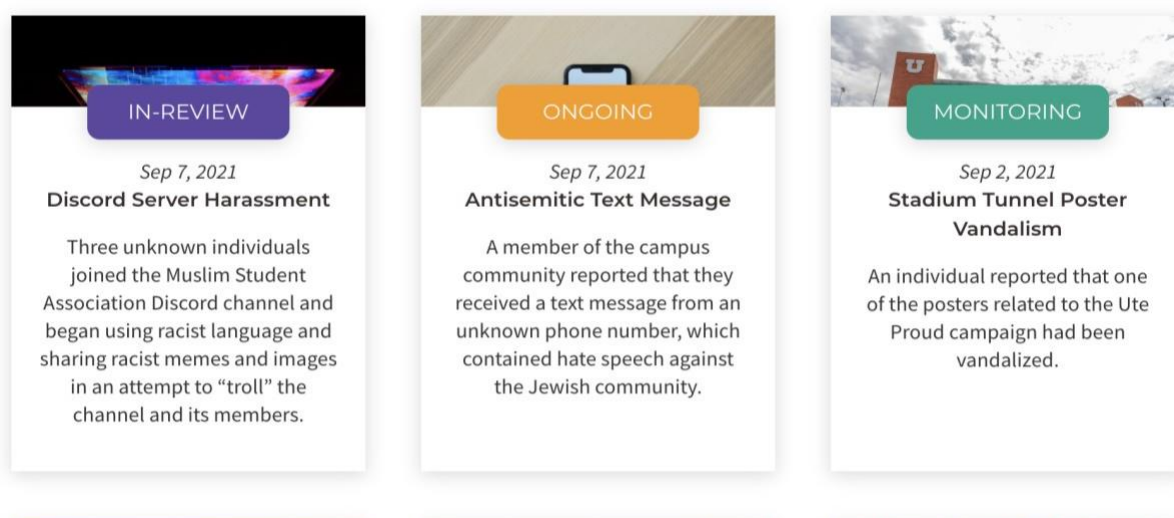 IN-REVIEW
Sep 7, 2021
Discord Server Harassment
Three unknown individuals
joined the Muslim Student
Association Discord channel and
began using racist language and
sharing racist memes and images
in an attempt to “troll” the
channel and its members.
ONGOING
Sep 7, 2021
Antisemitic Text Message
A member of the campus
community reported that they
received a text message from an
unknown phone number, which
contained hate speech against
the Jewish community.
U
MONITORING
Sep 2, 2021
Stadium Tunnel Poster
Vandalism
An individual reported that one
of the posters related to the Ute
Proud campaign had been
vandalized.